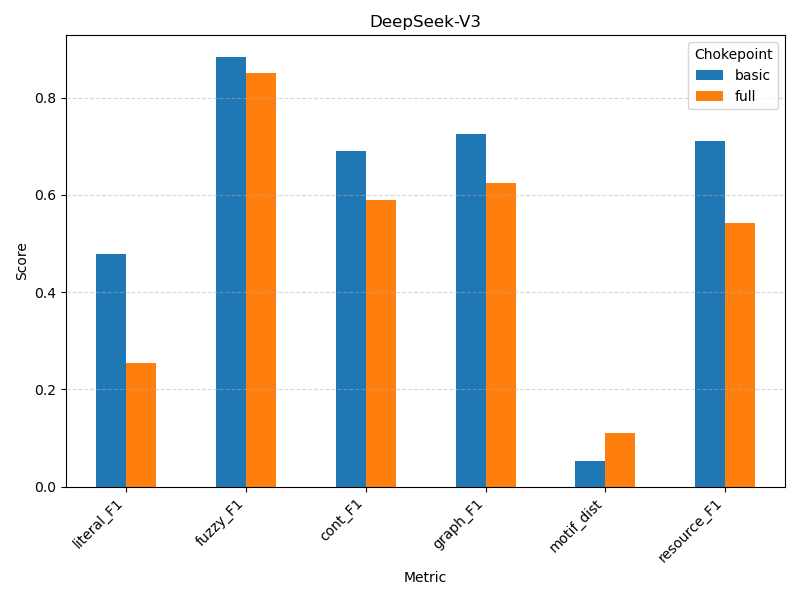 DeepSeek-V3
Chokepoint
basic
full
Score
0.8
0.6
0.4
0.2
0.0
literal_F1
fuzzy_F1
cont_F1
graph_F1
motif_dist
resource_F1
Metric